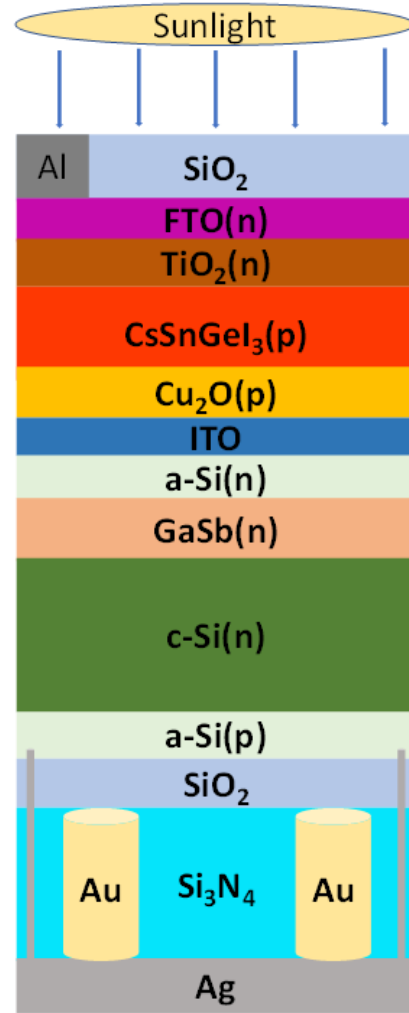 Sunlight
Al
SiO₂
FTO(n)
TiO₂(n)
CsSnGeI₃(p)
Cu₂O(p)
ITO
a-Si(n)
GaSb(n)
c-Si(n)
a-Si(p)
SiO₂
Au
Si₃N₄
Au
Ag